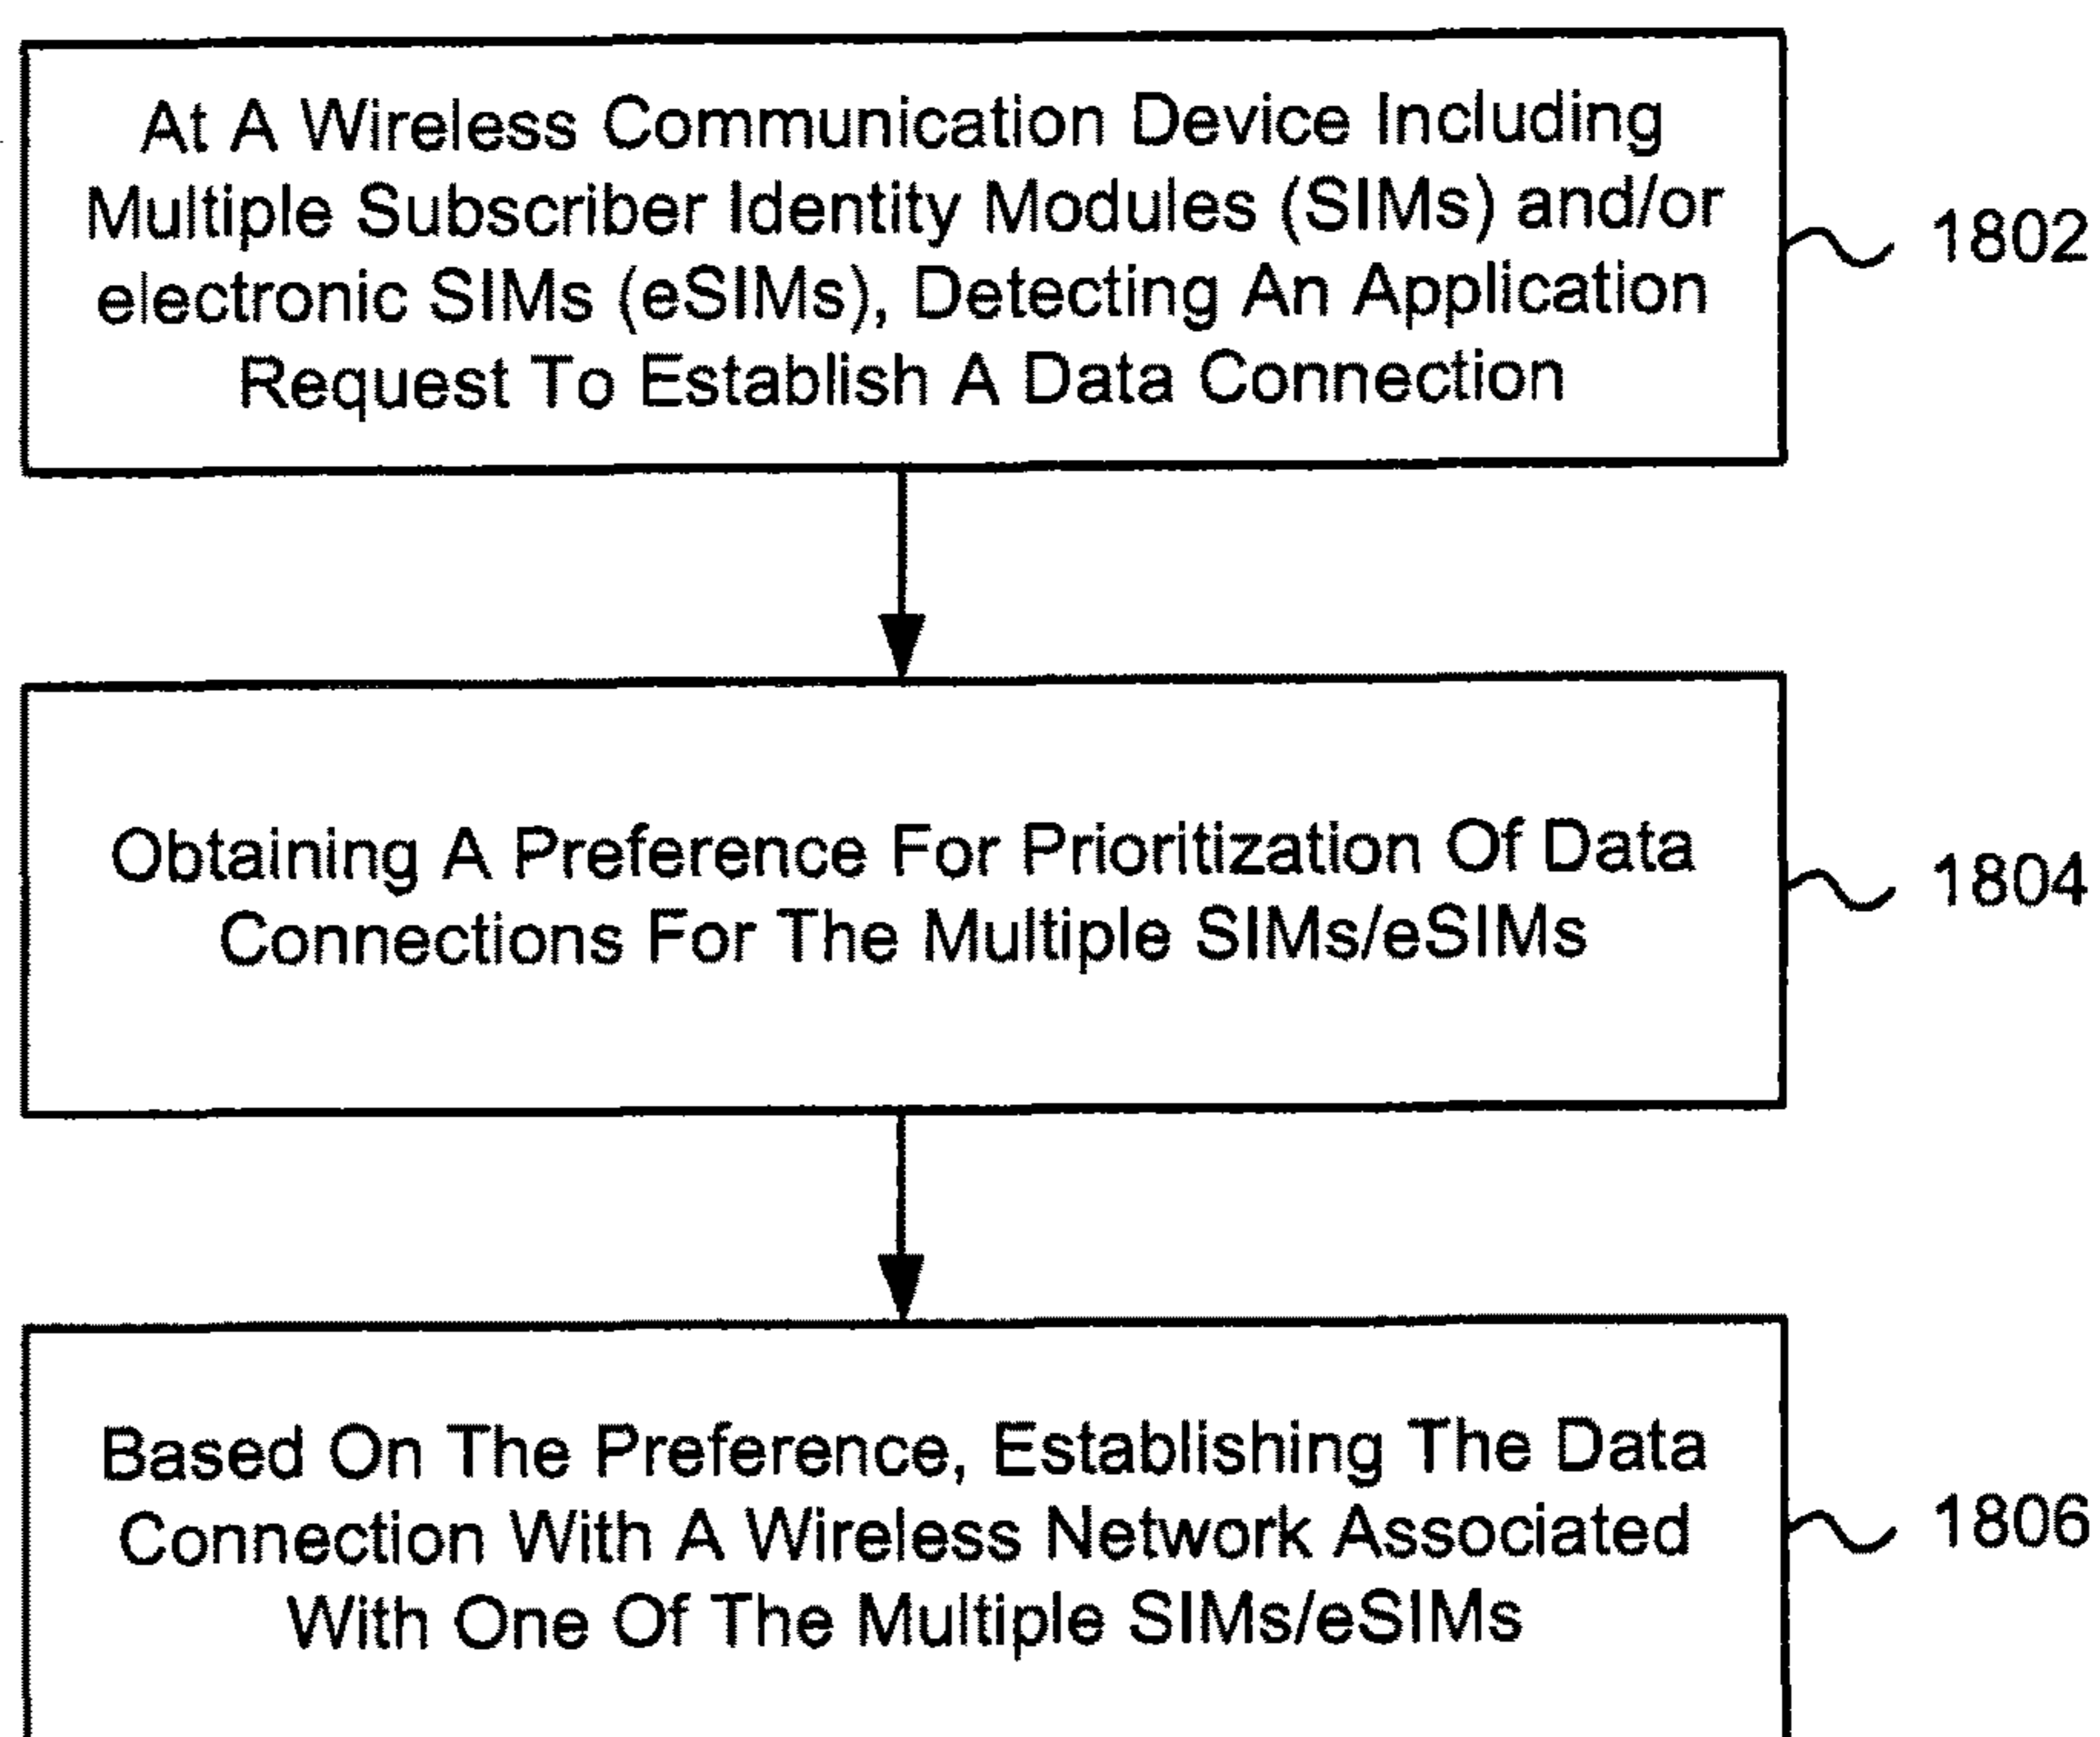 At A Wireless Communication Device Including
Multiple Subscriber Identity Modules (SIMs) and/or
electronic SIMs (eSIMs), Detecting An Application
Request To Establish A Data Connection
1802
Obtaining A Preference For Prioritization Of Data
Connections For The Multiple SIMs/eSIMs
1804
Based On The Preference, Establishing The Data
Connection With A Wireless Network Associated
With One Of The Multiple SIMs/eSIMs
1806